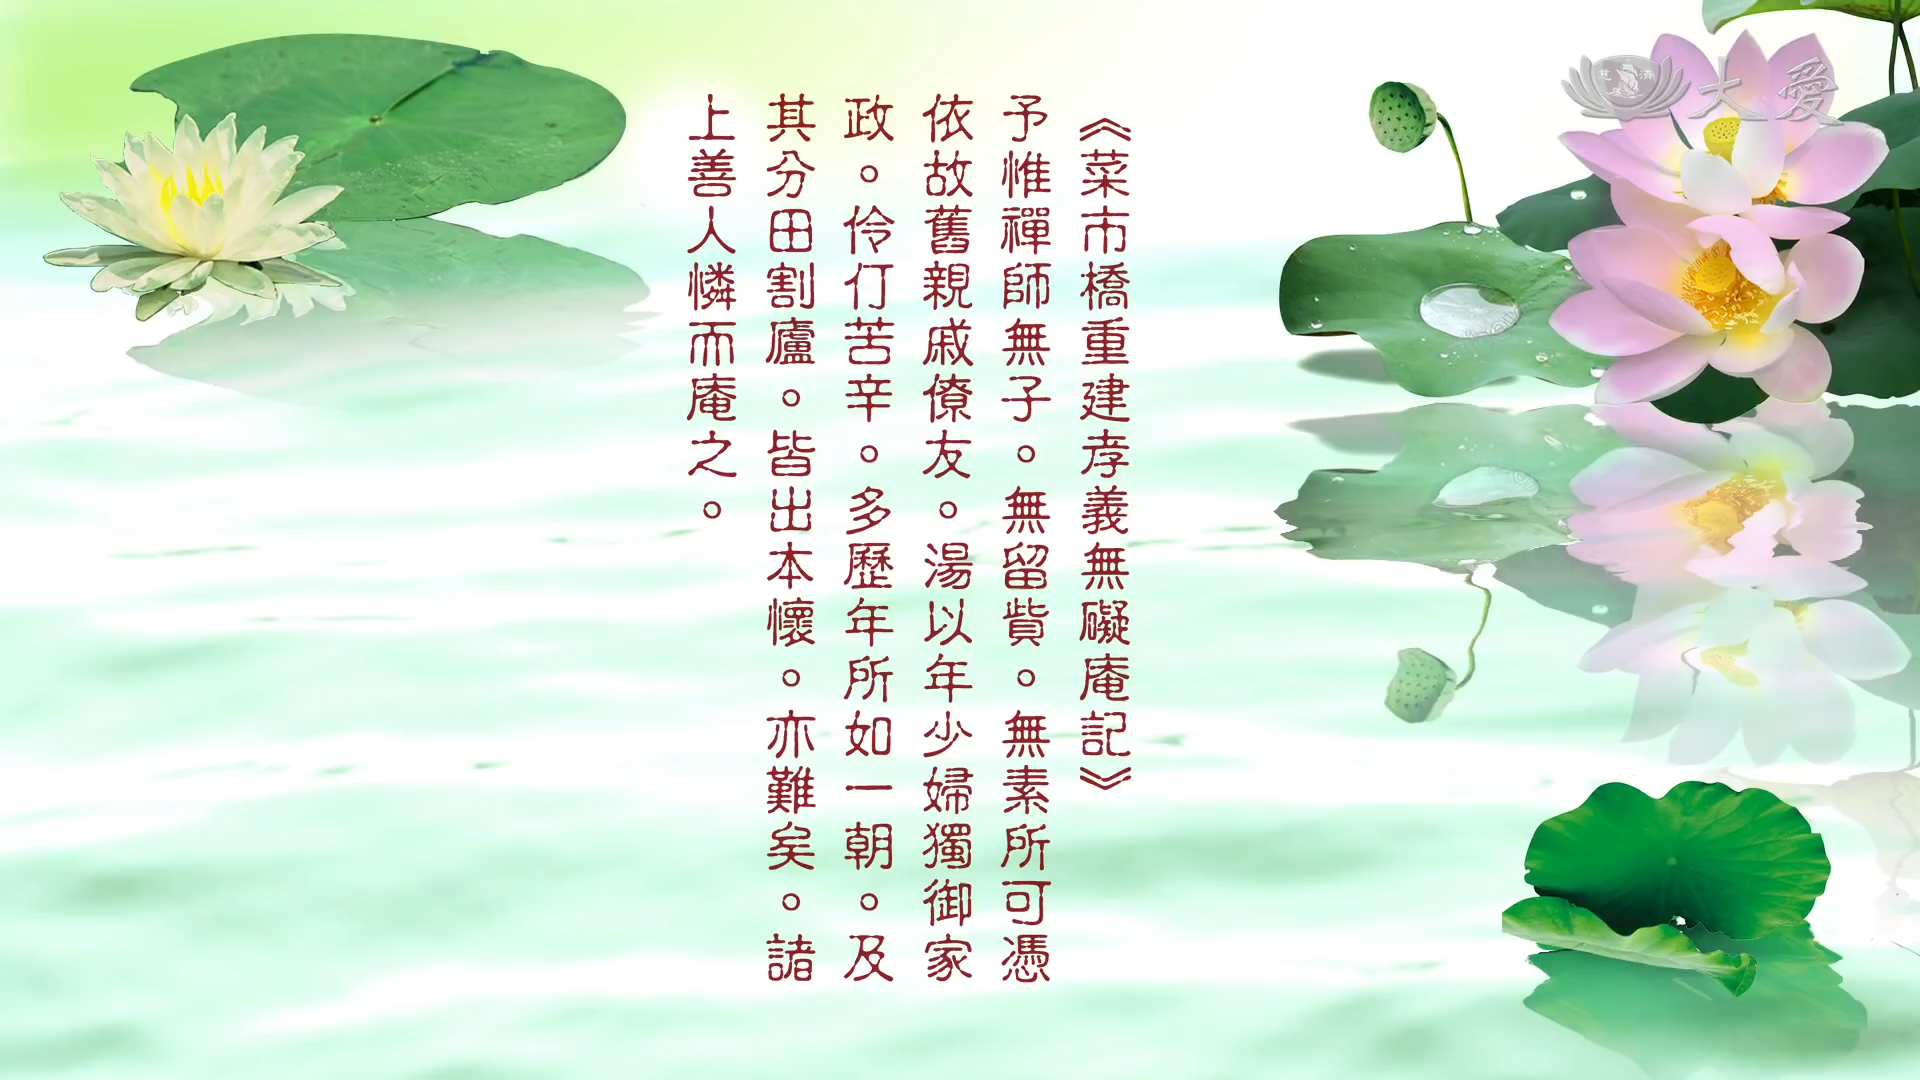 《菜市橋重建孝義無礙庵記》
予惟禪師無子。無留貲。無素所可憑
依故舊親戚僚友。湯以年少婦獨御家
政。伶仃苦辛。多歷年所如一朝。及
其分田割廬。皆出本懷。亦難矣。諸
上善人憐而庵之。
慈濟
大愛